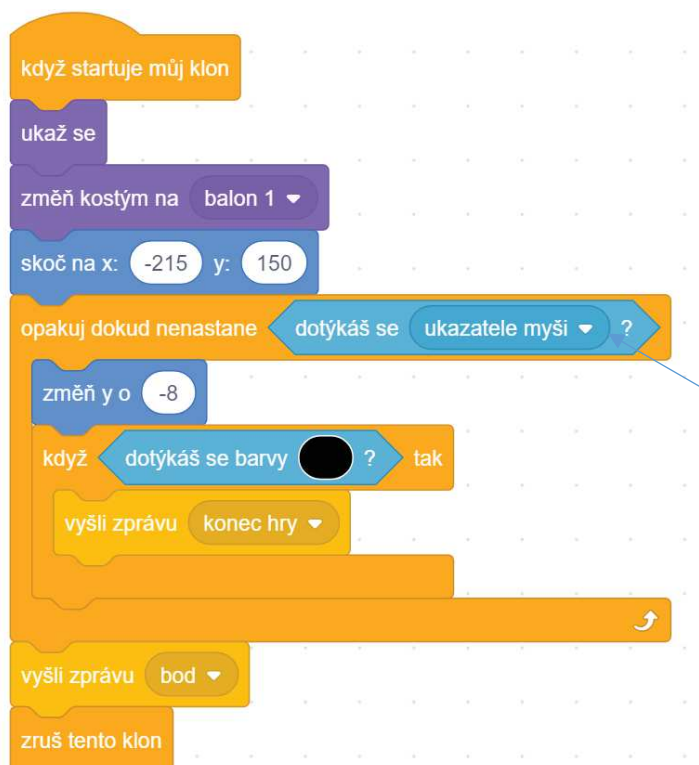 když startuje můj klon
ukaž se
změň kostým na balon 1
skoč na x: -215 y: 150
opakuj dokud nenastane dotýkáš se ukazatele myši ?
změň y o -8
když dotýkáš se barvy ? tak
vyšli zprávu konec hry
vyšli zprávu bod
zruš tento klon